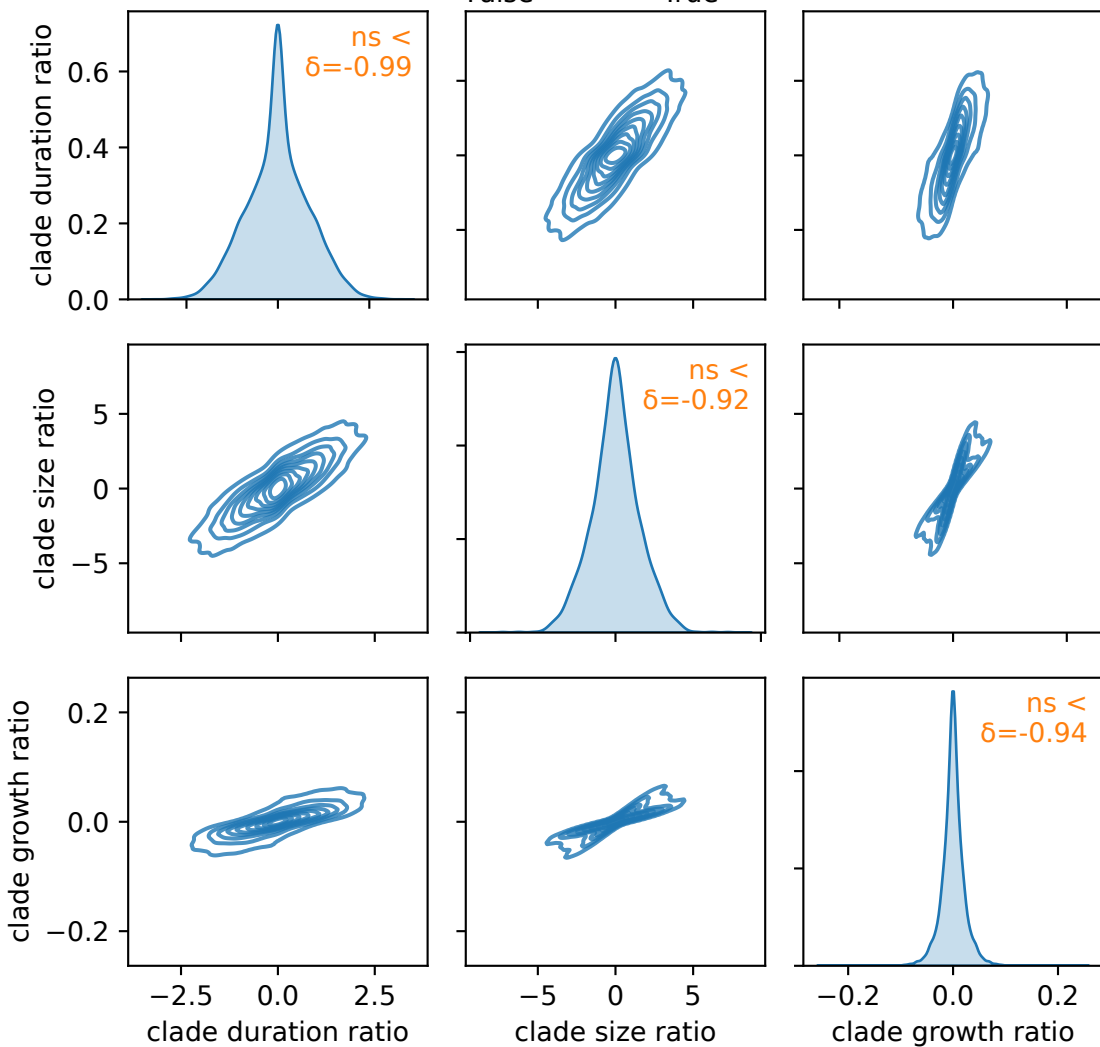 clade duration ratio
0.6
0.4
0.2
0.0
ns <
δ=-0.99
clade size ratio
5
0
−5
ns <
δ=-0.92
clade growth ratio
0.2
0.0
−0.2
ns <
δ=-0.94
−2.5 0.0 2.5
−5 0 5
−0.2 0.0 0.2
clade duration ratio
clade size ratio
clade growth ratio